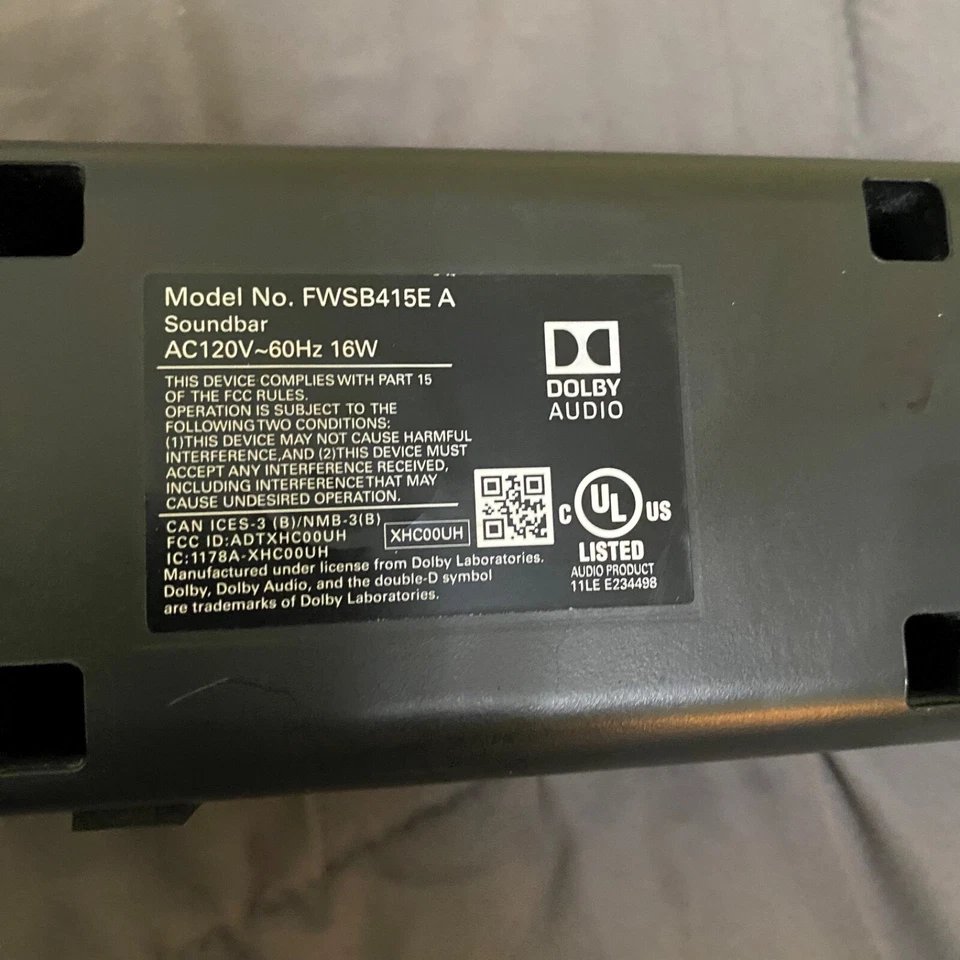 Model No. FWSB415E A
Soundbar
AC120V~60Hz 16W
THIS DEVICE COMPLIES WITH PART 15
OF THE FCC RULES.
OPERATION IS SUBJECT TO THE
FOLLOWING TWO CONDITIONS:
(1)THIS DEVICE MAY NOT CAUSE HARMFUL
INTERFERENCE,AND (2)THIS DEVICE MUST
ACCEPT ANY INTERFERENCE RECEIVED,
INCLUDING INTERFERENCE THAT MAY
CAUSE UNDESIRED OPERATION.
CAN ICES-3 (B)/NMB-3(B)
FCC ID:ADTXHC00UH
IC:1178A-XHC00UH
XHC00UH
Manufactured under license from Dolby Laboratories.
Dolby, Dolby Audio, and the double-D symbol
are trademarks of Dolby Laboratories.
DOLBY
AUDIO
C UL US
LISTED
AUDIO PRODUCT
11LE E234498